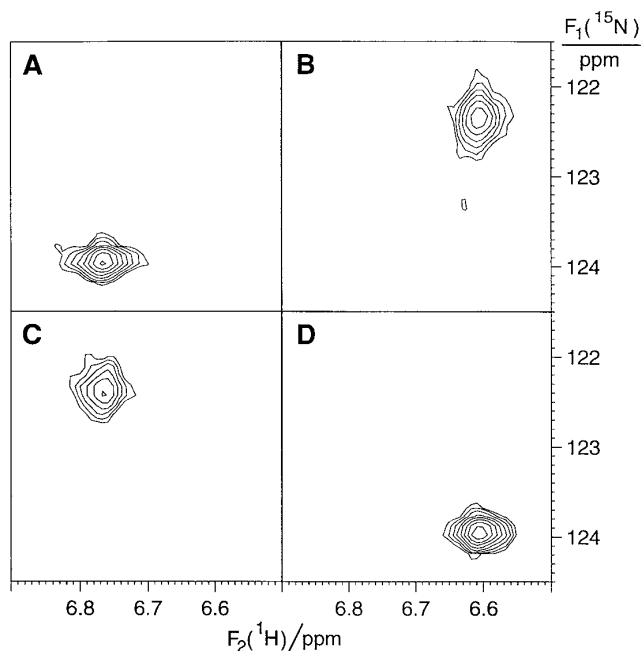 F₁(¹⁵N)
ppm
A
B
122
123
124
C
D
122
123
124
6.8 6.7 6.6 6.8 6.7 6.6
F₂(¹H)/ppm